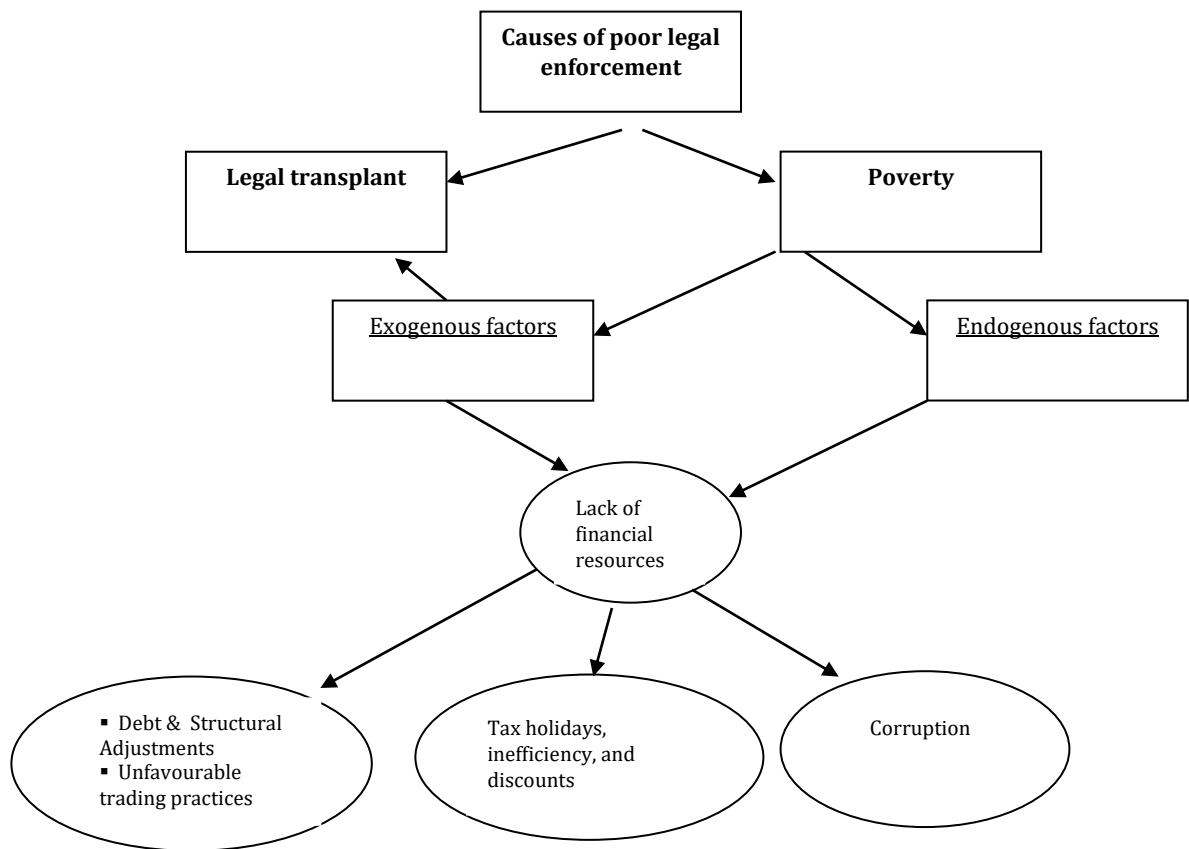 Causes of poor legal
enforcement
Legal transplant
Poverty
Exogenous factors
Endogenous factors
Lack of
financial
resources
▪ Debt & Structural
Adjustments
▪ Unfavourable
trading practices
Tax holidays,
inefficiency, and
discounts
Corruption